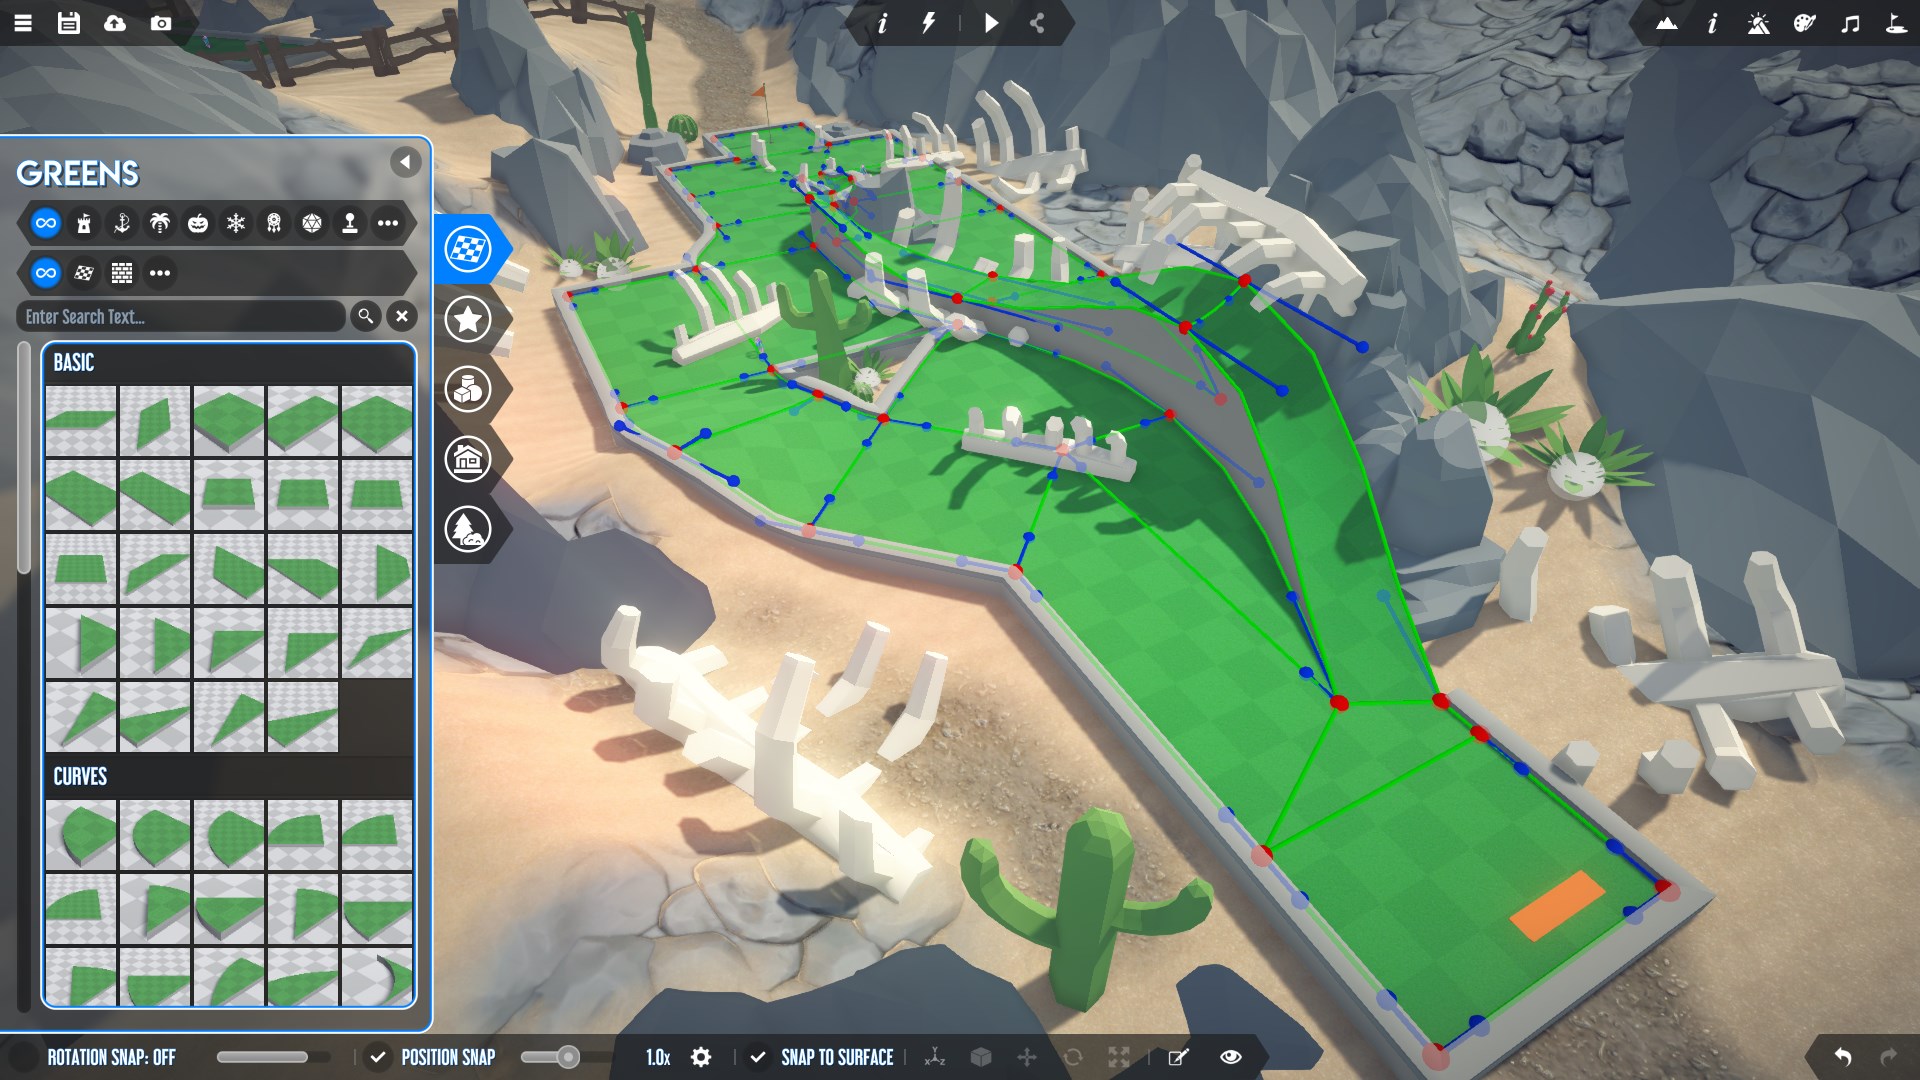 GREENS
Enter Search Text...
BASIC
CURVES
ROTATION SNAP: OFF
POSITION SNAP
1.0x
SNAP TO SURFACE